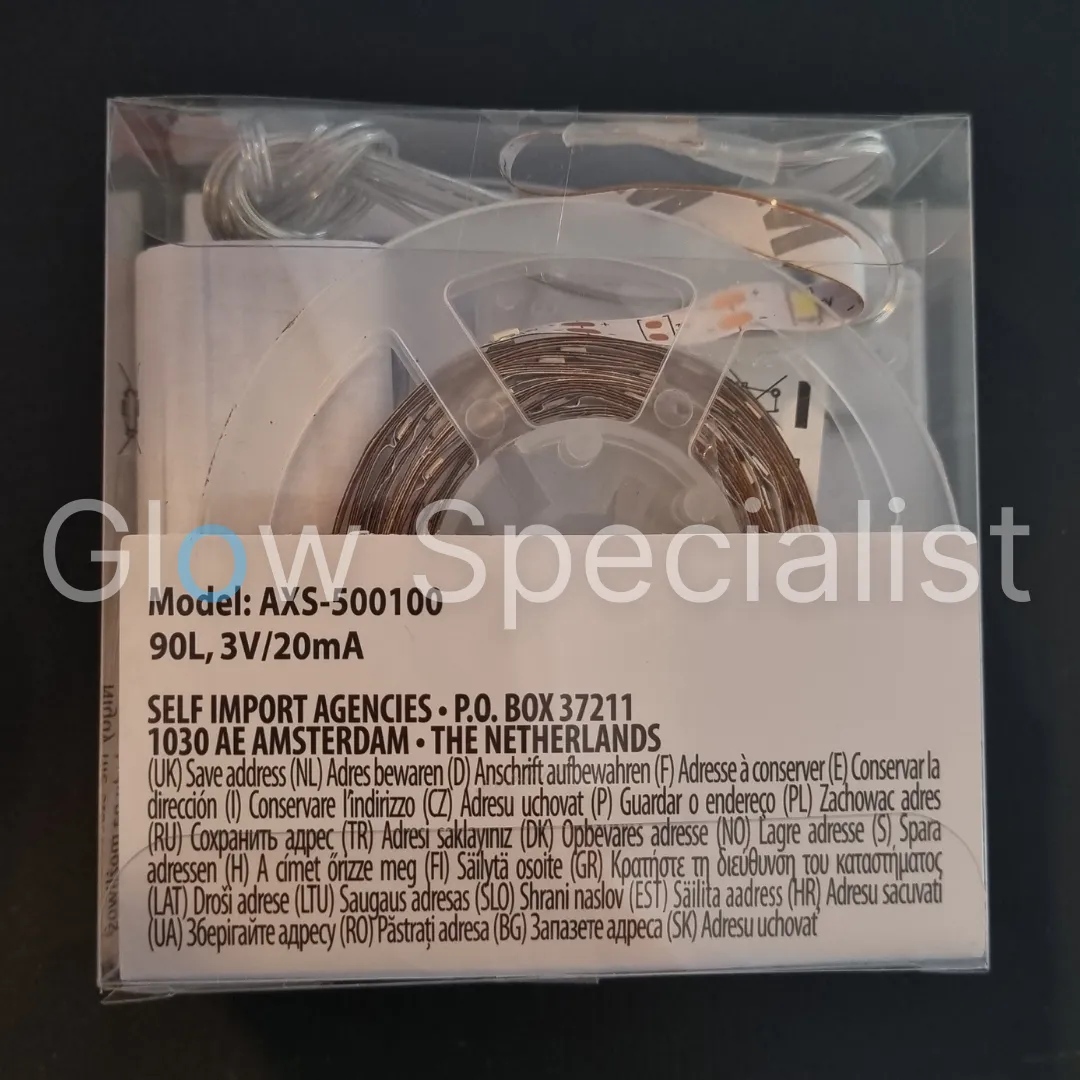 Glow Specialist
Model: AXS-500100
90L, 3V/20mA
SELF IMPORT AGENCIES • P.O. BOX 37211
1030 AE AMSTERDAM • THE NETHERLANDS
(UK) Save address (NL) Adres bewaren (D) Anschrift aufbewahren (F) Adresse à conserver (E) Conservar la
dirección (I) Conservare l'indirizzo (CZ) Adresu uchovat (P) Guardar o endereço (PL) Zachowac adres
(RU) Сохранить адрес (TR) Adresi saklayınız (DK) Opbevares adresse (NO) Lagre adresse (S) Spara
adressen (H) A címet őrizze meg (FI) Säilytä osoite (GR) Κρατήστε τη διεύθυνση του καταστήματος
(LAT) Drošï adrese (LTU) Saugaus adresas (SLO) Shrani naslov (EST) Säilita aadress (HR) Adresu sačuvati
(UA) Зберігайте адресу (RO) Păstraţi adresa (BG) Запазете адреса (SK) Adresu uchovať